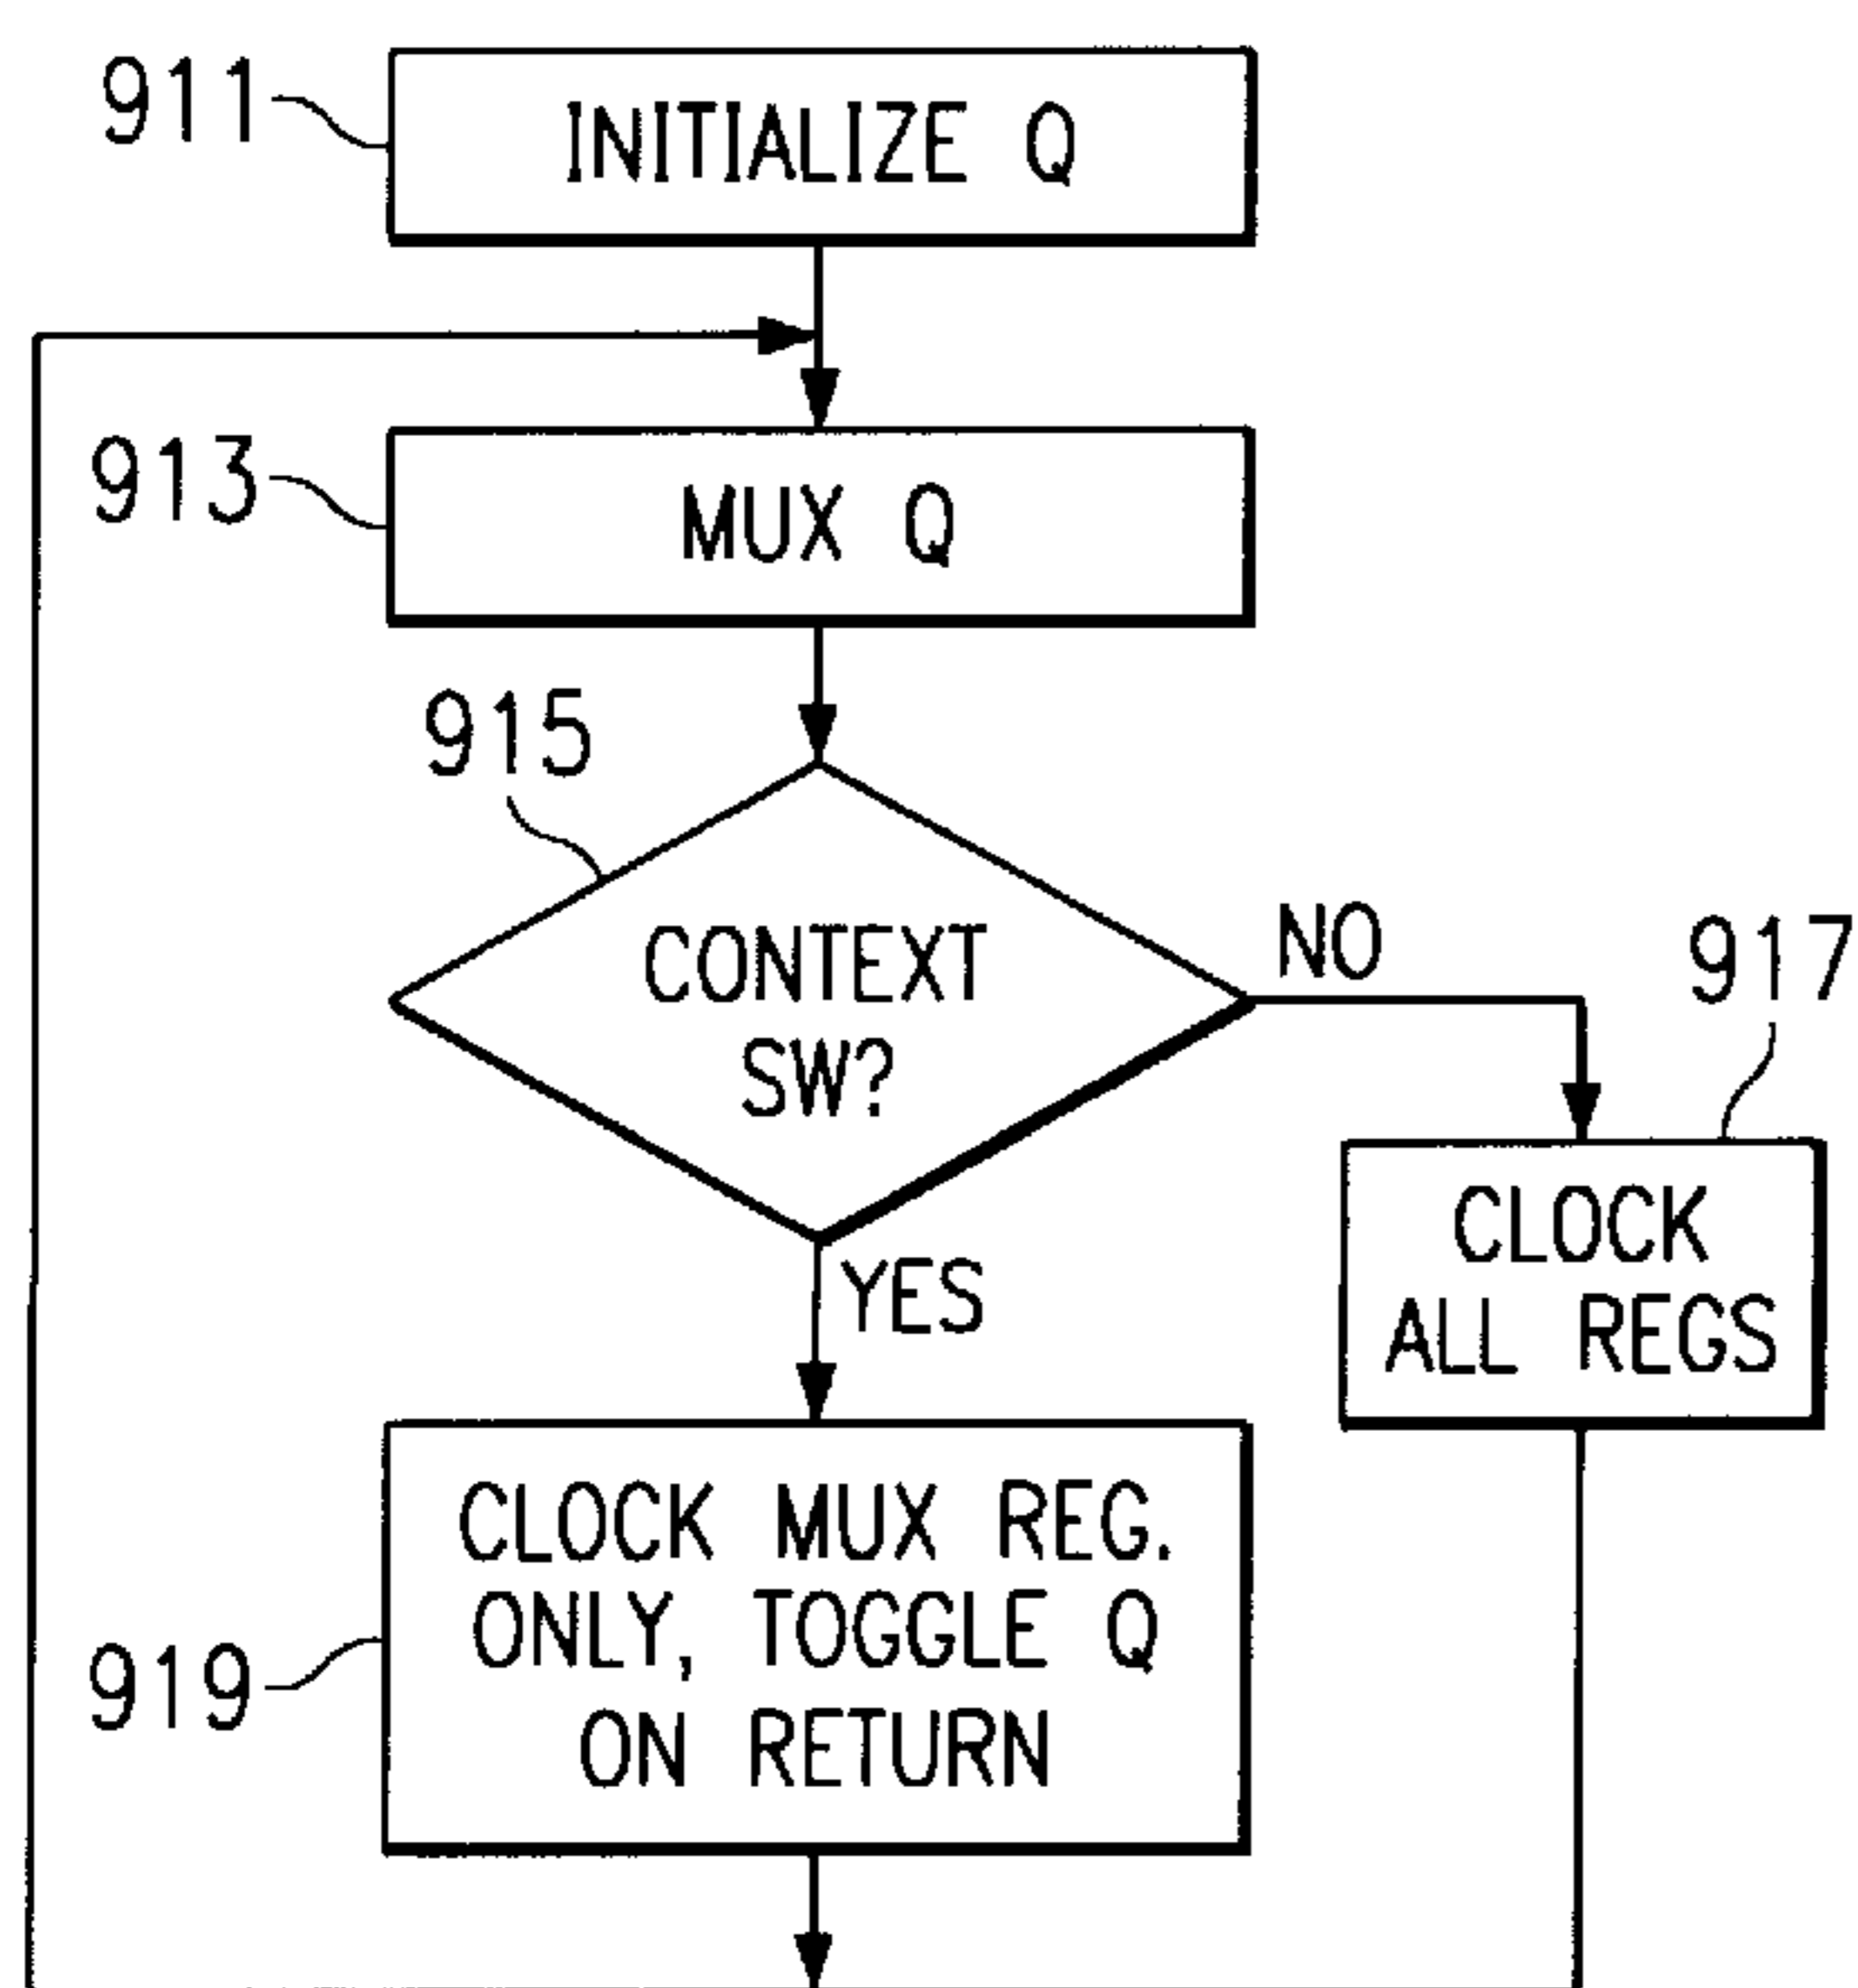 911
INITIALIZE Q
913
MUX Q
915
CONTEXT
SW?
NO
917
YES
CLOCK
ALL REGS
919
CLOCK MUX REG.
ONLY, TOGGLE Q
ON RETURN